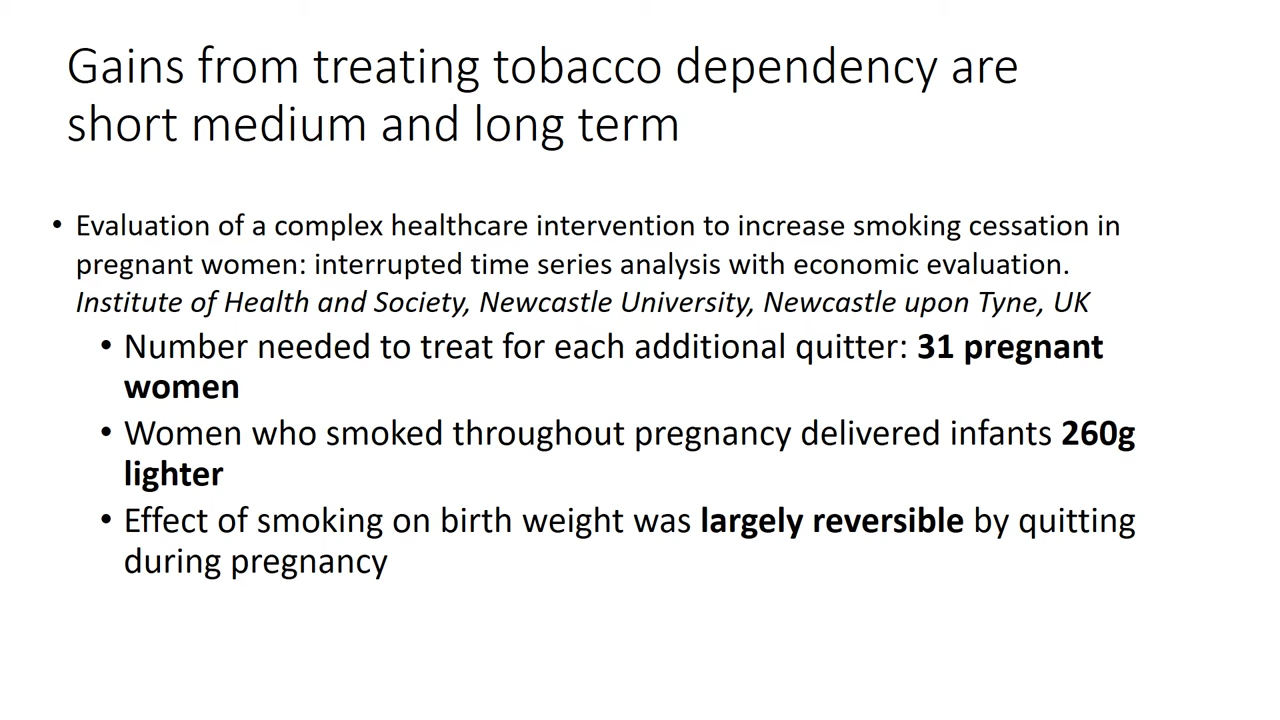 Gains from treating tobacco dependency are
short medium and long term
• Evaluation of a complex healthcare intervention to increase smoking cessation in
pregnant women: interrupted time series analysis with economic evaluation.
Institute of Health and Society, Newcastle University, Newcastle upon Tyne, UK
• Number needed to treat for each additional quitter: 31 pregnant
women
• Women who smoked throughout pregnancy delivered infants 260g
lighter
• Effect of smoking on birth weight was largely reversible by quitting
during pregnancy